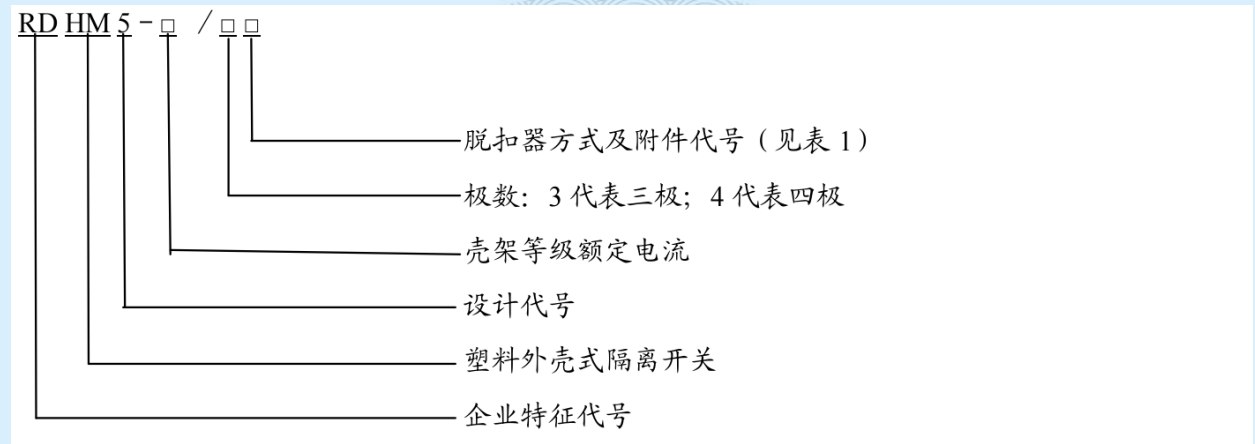 RD HM 5-□ /□ □
脱扣器方式及附件代号（见表 1）
极数：3 代表三极；4 代表四极
壳架等级额定电流
设计代号
塑料外壳式隔离开关
企业特征代号